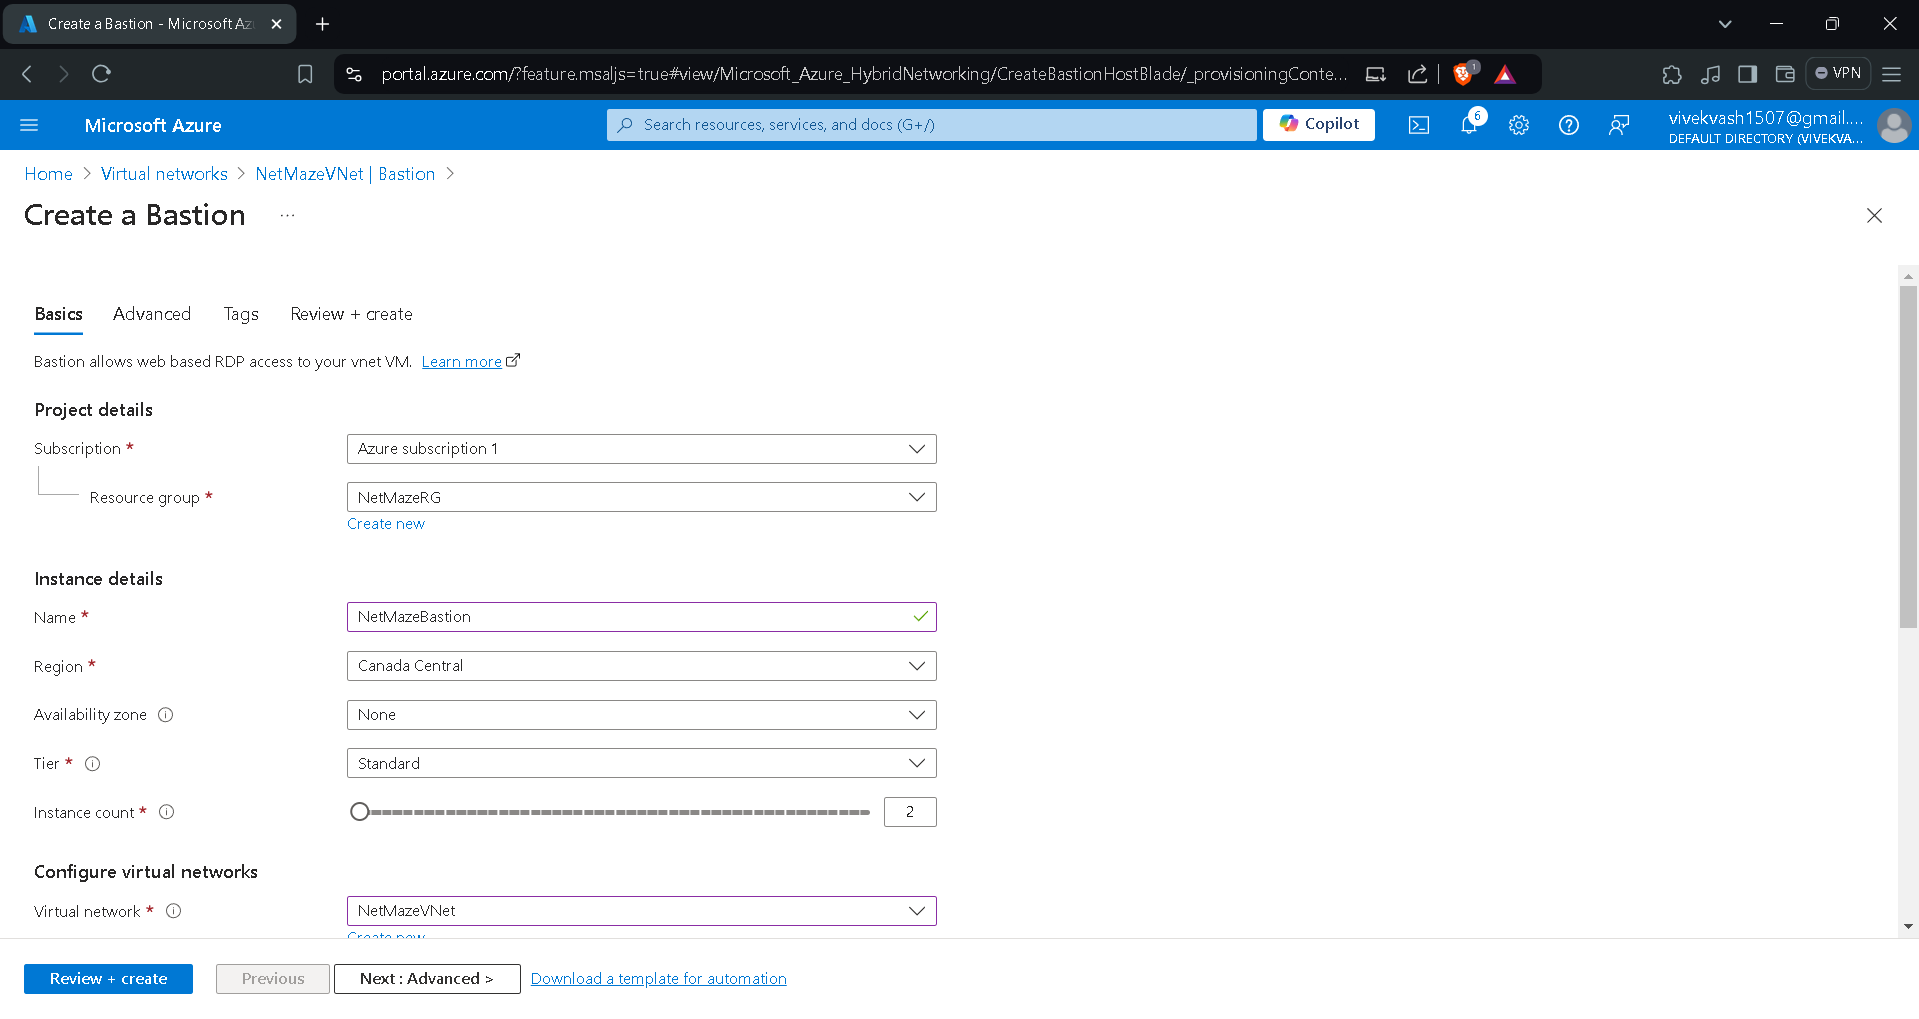 Create a Bastion - Microsoft Az
portal.azure.com/?feature.msaljs=true#view/Microsoft_Azure_HybridNetworking/CreateBastionHostBlade/_provisioningConte...
1
VPN
Microsoft Azure
Search resources, services, and docs (G+/)
Copilot
6
vivekvash1507@gmail....
DEFAULT DIRECTORY (VIVEKVA...
Home > Virtual networks > NetMazeVNet | Bastion >
Create a Bastion ...
Basics Advanced Tags Review + create
Bastion allows web based RDP access to your vnet VM. Learn more
Project details
Subscription * Azure subscription 1
Resource group * NetMazeRG
Create new
Instance details
Name * NetMazeBastion
Region * Canada Central
Availability zone None
Tier * Standard
Instance count * 2
Configure virtual networks
Virtual network * NetMazeVNet
Create new
Review + create Previous Next : Advanced > Download a template for automation